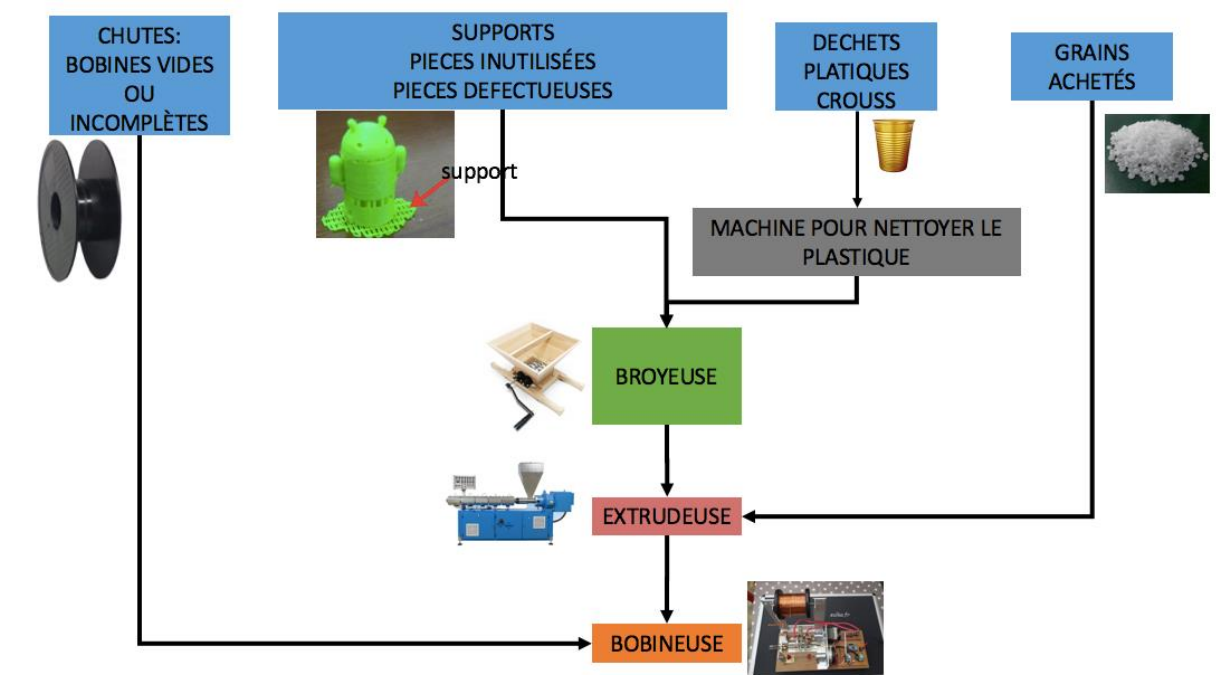 CHUTES:
BOBINES VIDES
OU
INCOMPLÈTES
SUPPORTS
PIECES INUTILISÉES
PIECES DEFECTUEUSES
DECHETS
PLATIQUES
CROUSS
GRAINS
ACHETÉS
support
MACHINE POUR NETTOYER LE
PLASTIQUE
BROYEUSE
EXTRUDEUSE
BOBINEUSE